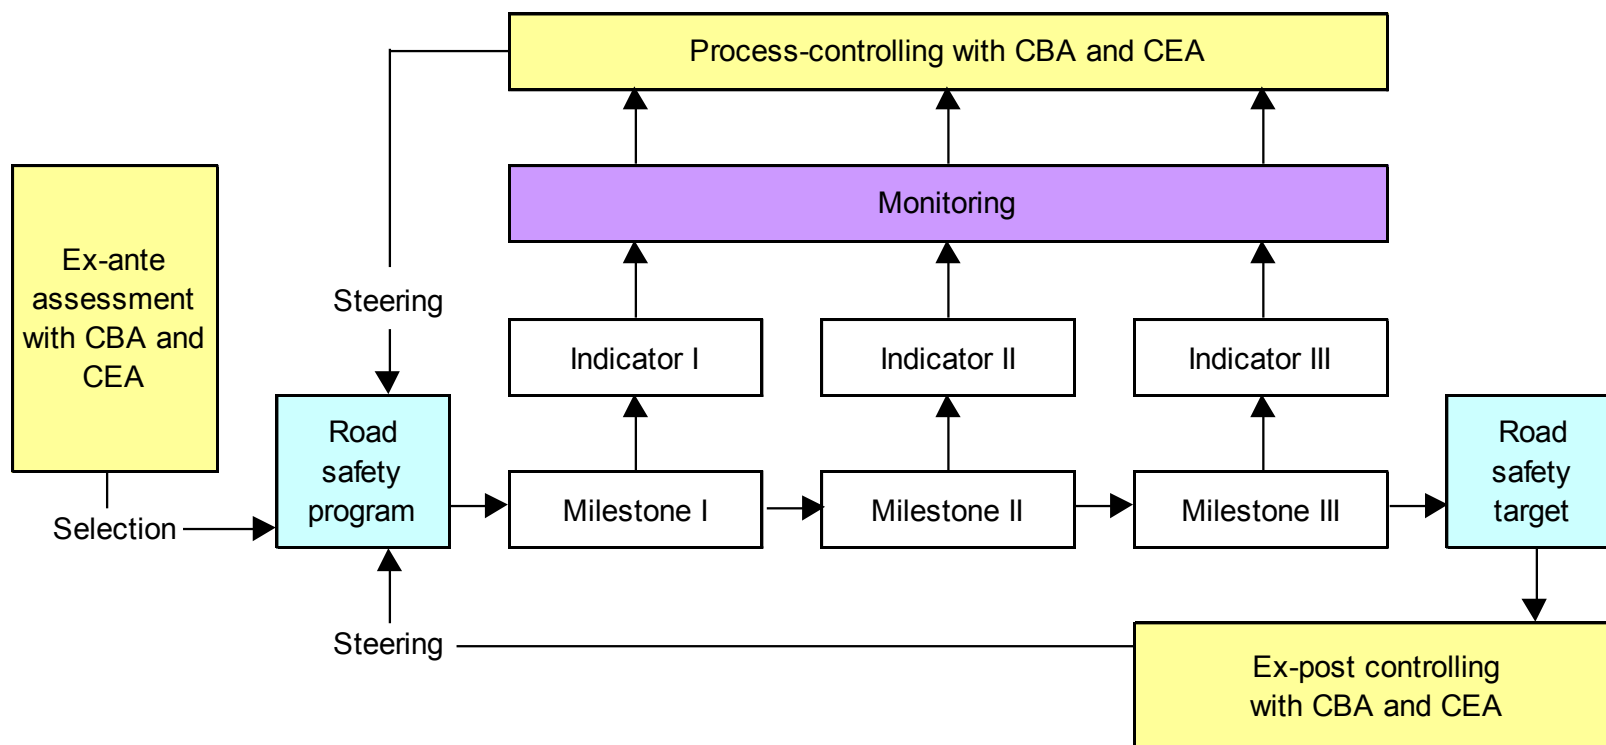 Process-controlling with CBA and CEA
Monitoring
Ex-ante
assessment
with CBA and
CEA
Steering
Indicator I
Indicator II
Indicator III
Road
safety
program
Milestone I
Milestone II
Milestone III
Road
safety
target
Selection
Steering
Ex-post controlling
with CBA and CEA